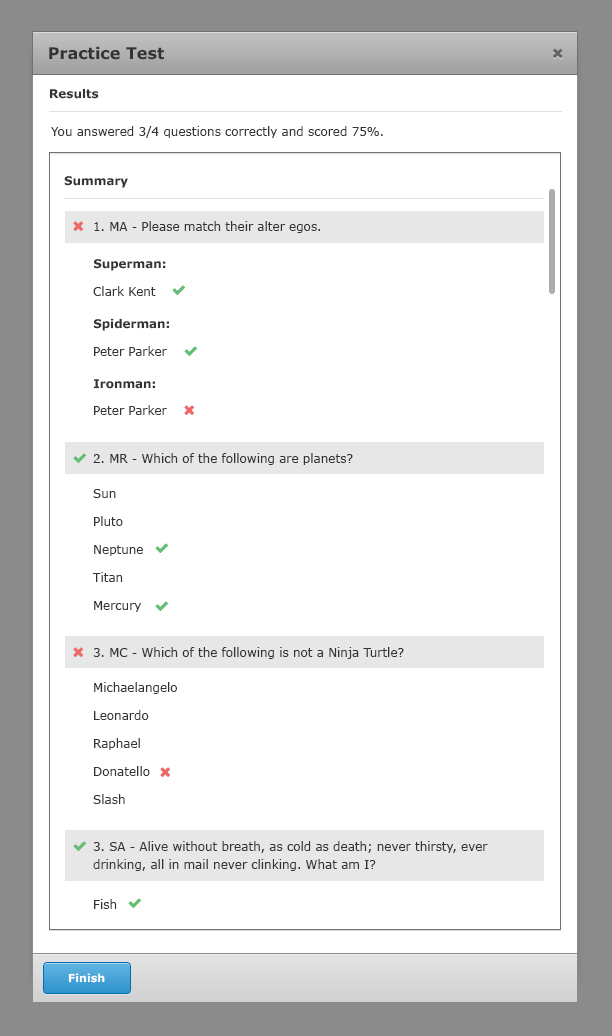 Practice Test
Results
You answered 3/4 questions correctly and scored 75%.
Summary
1. MA - Please match their alter egos.
Superman:
Clark Kent
Spiderman:
Peter Parker
Ironman:
Peter Parker
2. MR - Which of the following are planets?
Sun
Pluto
Neptune
Titan
Mercury
3. MC - Which of the following is not a Ninja Turtle?
Michaelangelo
Leonardo
Raphael
Donatello
Slash
3. SA - Alive without breath, as cold as death; never thirsty, ever
drinking, all in mail never clinking. What am I?
Fish
Finish